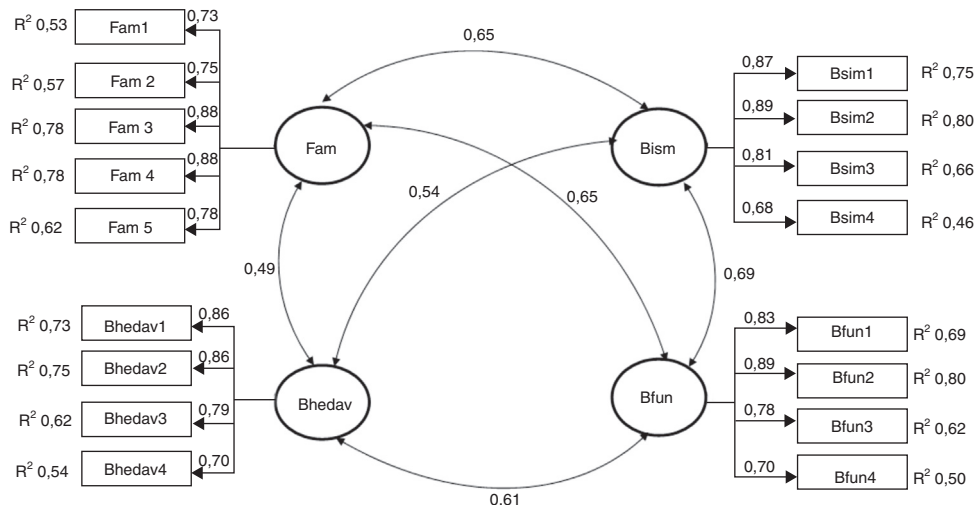 R² 0,53 Fam1 0,73
R² 0,57 Fam 2 0,75
R² 0,78 Fam 3 0,88
R² 0,78 Fam 4 0,88
R² 0,62 Fam 5 0,78
Fam
0,65
Bism
0,87 Bsim1 R² 0,75
0,89 Bsim2 R² 0,80
0,81 Bsim3 R² 0,66
0,68 Bsim4 R² 0,46
0,54
0,65
0,49
0,69
R² 0,73 Bhedav1 0,86
R² 0,75 Bhedav2 0,86
R² 0,62 Bhedav3 0,79
R² 0,54 Bhedav4 0,70
Bhedav
Bfun
0,83 Bfun1 R² 0,69
0,89 Bfun2 R² 0,80
0,78 Bfun3 R² 0,62
0,70 Bfun4 R² 0,50
0,61